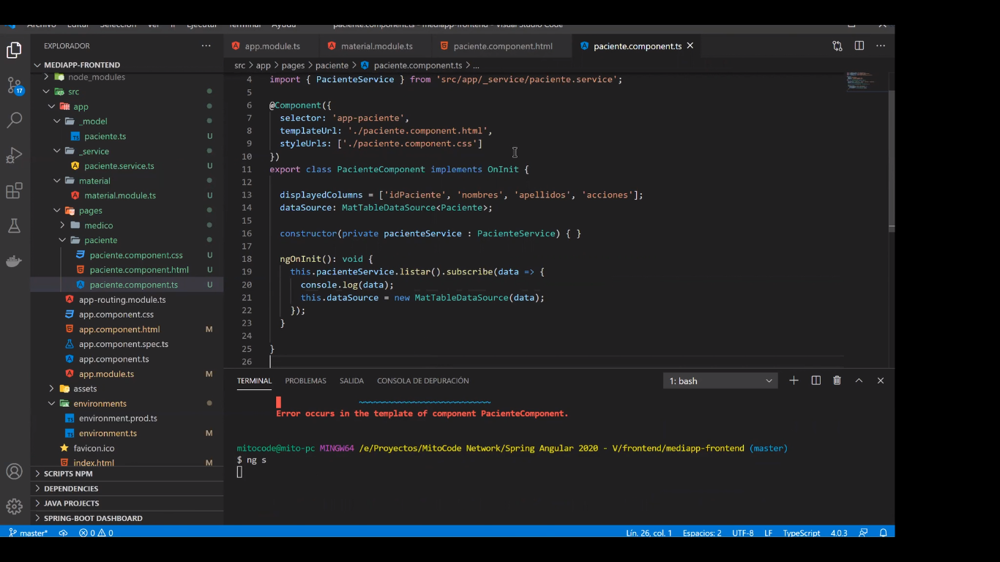 Archivo Editar Selección Ver Ir Ejecutar Terminal Ayuda
paciente.component.ts - mediapp-frontend - Visual Studio Code
EXPLORADOR
MEDIAPP-FRONTEND
node_modules
src
app
_model
paciente.ts U
_service
paciente.service.ts U
material
material.module.ts U
pages
medico
paciente
paciente.component.css U
paciente.component.html U
paciente.component.ts U
app-routing.module.ts
app.component.css
app.component.html M
app.component.spec.ts
app.component.ts
app.module.ts M
assets
environments
environment.prod.ts
environment.ts M
favicon.ico
index.html M
SCRIPTS NPM
DEPENDENCIES
JAVA PROJECTS
SPRING-BOOT DASHBOARD
17
app.module.ts
material.module.ts
paciente.component.html
paciente.component.ts
src > app > pages > paciente > paciente.component.ts > ...
4 import { PacienteService } from 'src/app/_service/paciente.service';
5
6 @Component({
7 selector: 'app-paciente',
8 templateUrl: './paciente.component.html',
9 styleUrls: ['./paciente.component.css']
10 })
11 export class PacienteComponent implements OnInit {
12
13 displayedColumns = ['idPaciente', 'nombres', 'apellidos', 'acciones'];
14 dataSource: MatTableDataSource<Paciente>;
15
16 constructor(private pacienteService : PacienteService) { }
17
18 ngOnInit(): void {
19 this.pacienteService.listar().subscribe(data => {
20 console.log(data);
21 this.dataSource = new MatTableDataSource(data);
22 });
23 }
24
25 }
26
TERMINAL PROBLEMAS SALIDA CONSOLA DE DEPURACIÓN
1: bash
~~~~~~~~~~~~~~~~~~~~~~~~~~
Error occurs in the template of component PacienteComponent.
mitocode@mito-pc MINGW64 /e/Proyectos/MitoCode Network/Spring Angular 2020 - V/frontend/mediapp-frontend (master)
$ ng s
master* 0 0 Lín. 26, col. 1 Espacios: 2 UTF-8 LF TypeScript 4.0.3